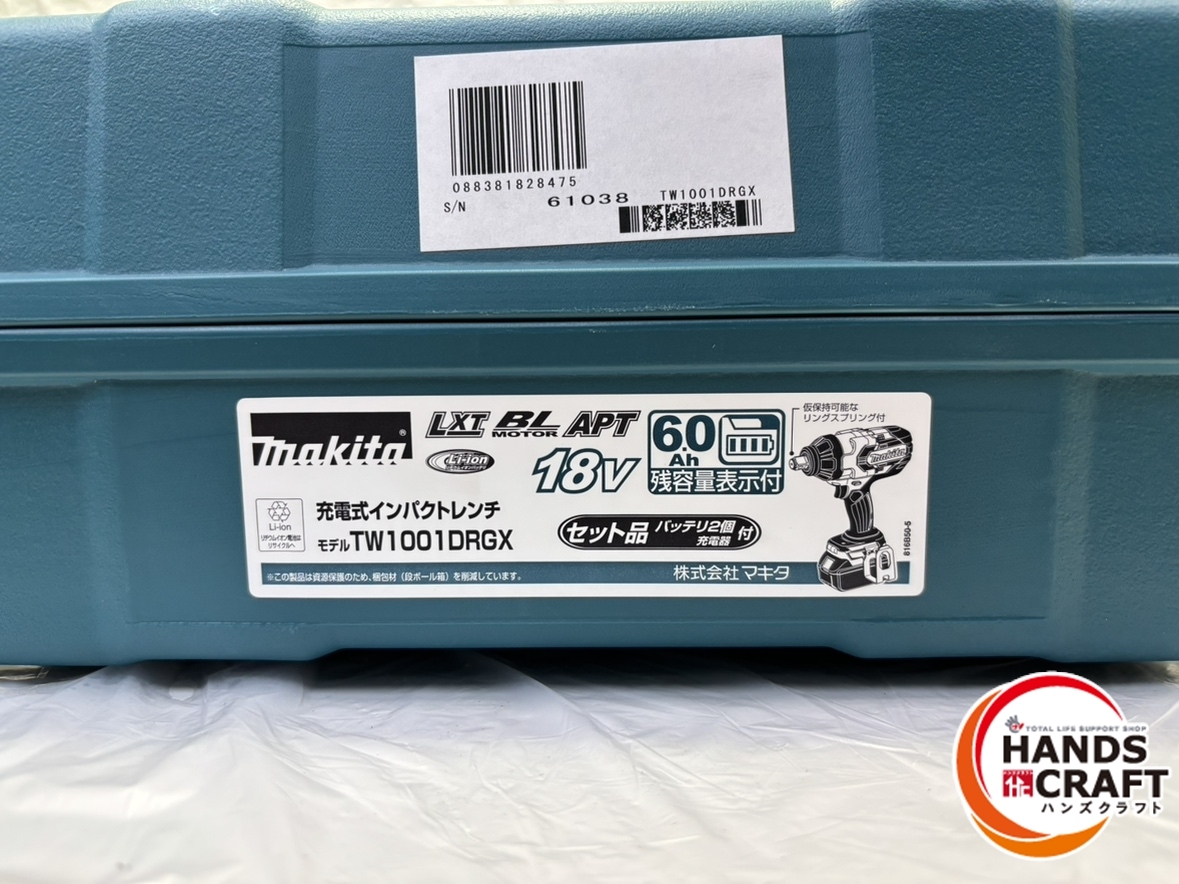 088381828475
S/N 61038 TW1001DRGX
makita®
LXT BL MOTOR APT
Li-ion
18V
6.0 Ah
残容量表示付
仮保持可能な
リングスプリング付
makita
Li-ion
リチウムイオン電池は
リサイクルへ
充電式インパクトレンチ
モデル TW1001DRGX
セット品 バッテリ2個 充電器 付
816B50-6
※この製品は資源保護のため、梱包材（段ボール箱）を削減しています。
株式会社 マキタ
TOTAL LIFE SUPPORT SHOP
HANDS
CRAFT
ハンズクラフト